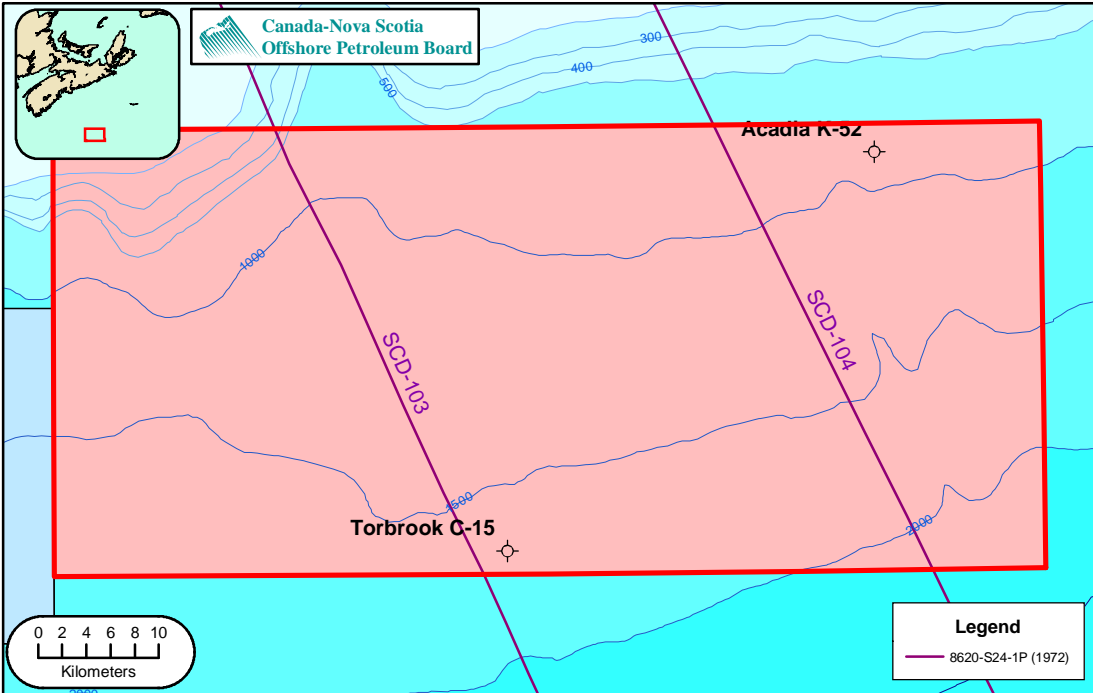 Canada-Nova Scotia
Offshore Petroleum Board
300
400
500
Acadia K-52
1000
SCD-103
SCD-104
1500
Torbrook C-15
2000
0 2 4 6 8 10
Kilometers
Legend
8620-S24-1P (1972)